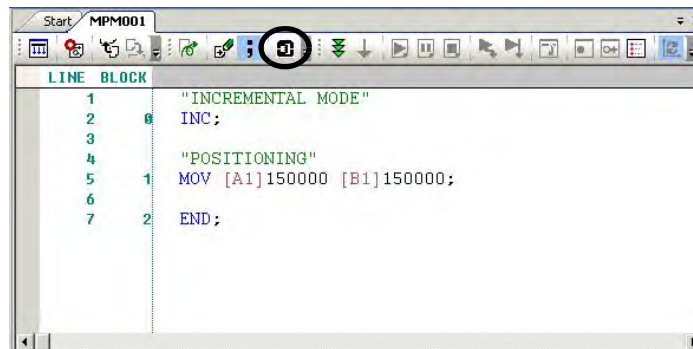 Start MPM001
LINE BLOCK
1 "INCREMENTAL MODE"
2 0 INC;
3
4 "POSITIONING"
5 1 MOV [A1]150000 [B1]150000;
6
7 2 END;